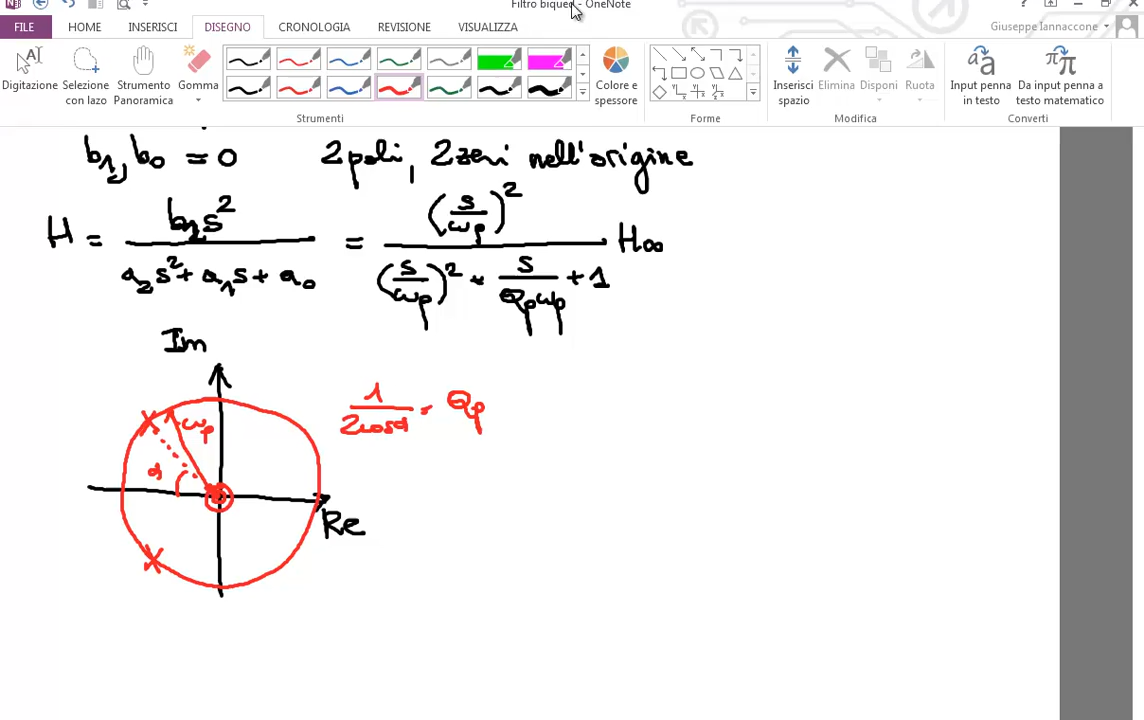 Filtro biquad - OneNote
FILE HOME INSERISCI DISEGNO CRONOLOGIA REVISIONE VISUALIZZA Giuseppe Iannaccone
Digitazione Selezione con lazo Strumento Panoramica Gomma Colore e spessore Inserisci spazio Elimina Disponi Ruota Input penna in testo Da input penna a testo matematico
Strumenti Forme Modifica Converti
b₁, b₀ = 0 2 poli, 2 zeri nell'origine
H = b₂s² / (a₂s² + a₁s + a₀) = (s/ωp)² / ((s/ωp)² + s/(Qpωp) + 1) H∞
Im
1/(2cosα) = Qp
ωp
α
Re